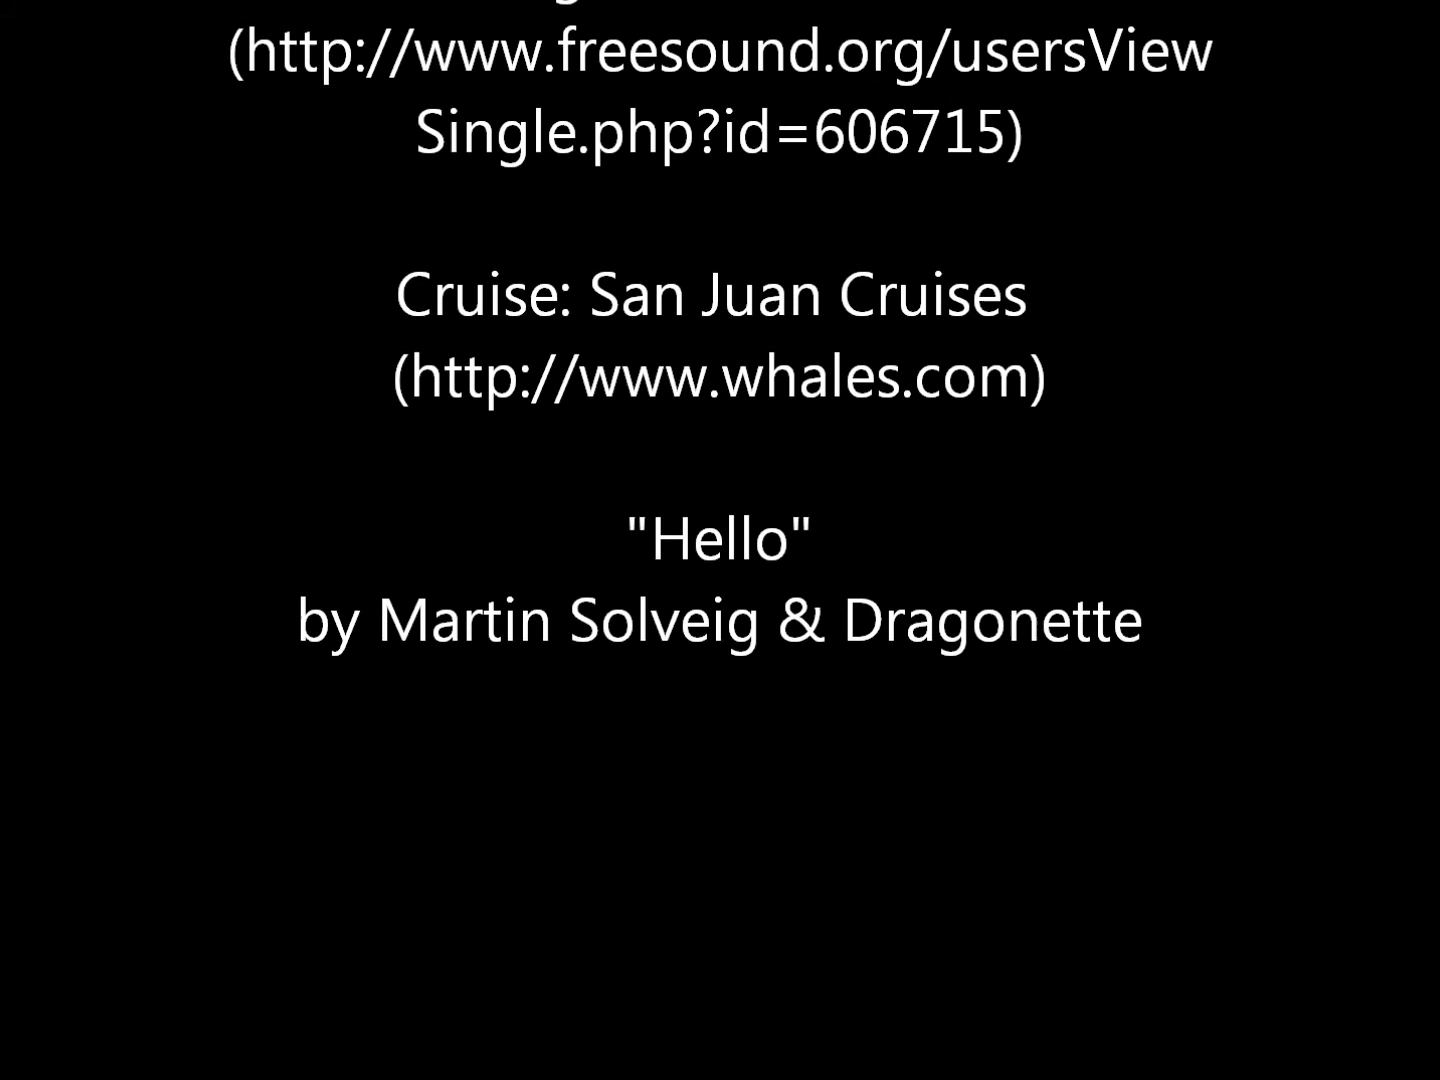 (http://www.freesound.org/usersView
Single.php?id=606715)
Cruise: San Juan Cruises
(http://www.whales.com)
"Hello"
by Martin Solveig & Dragonette